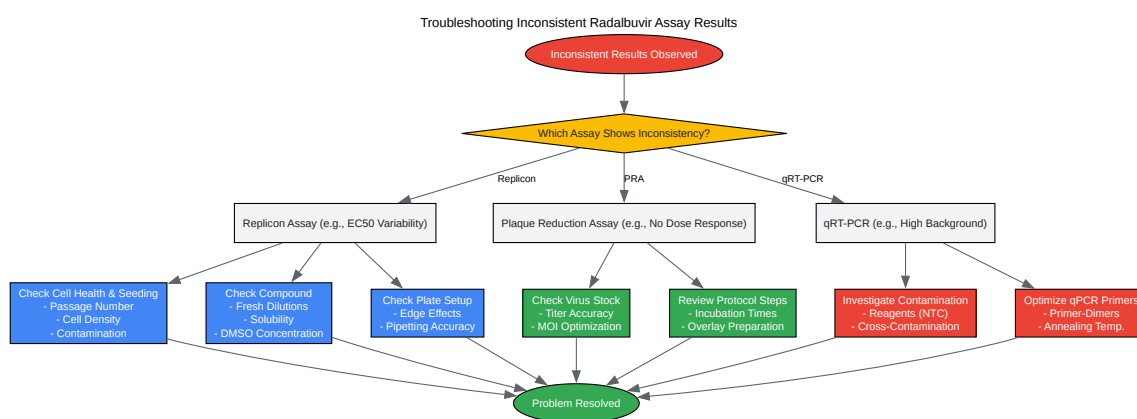 Troubleshooting Inconsistent Radalbuvir Assay Results
Inconsistent Results Observed
Which Assay Shows Inconsistency?
Replicon
PRA
qRT-PCR
Replicon Assay (e.g., EC50 Variability)
Plaque Reduction Assay (e.g., No Dose Response)
qRT-PCR (e.g., High Background)
Check Cell Health & Seeding
- Passage Number
- Cell Density
- Contamination
Check Compound
- Fresh Dilutions
- Solubility
- DMSO Concentration
Check Plate Setup
- Edge Effects
- Pipetting Accuracy
Check Virus Stock
- Titer Accuracy
- MOI Optimization
Review Protocol Steps
- Incubation Times
- Overlay Preparation
Investigate Contamination
- Reagents (NTC)
- Cross-Contamination
Optimize qPCR Primers
- Primer-Dimers
- Annealing Temp.
Problem Resolved